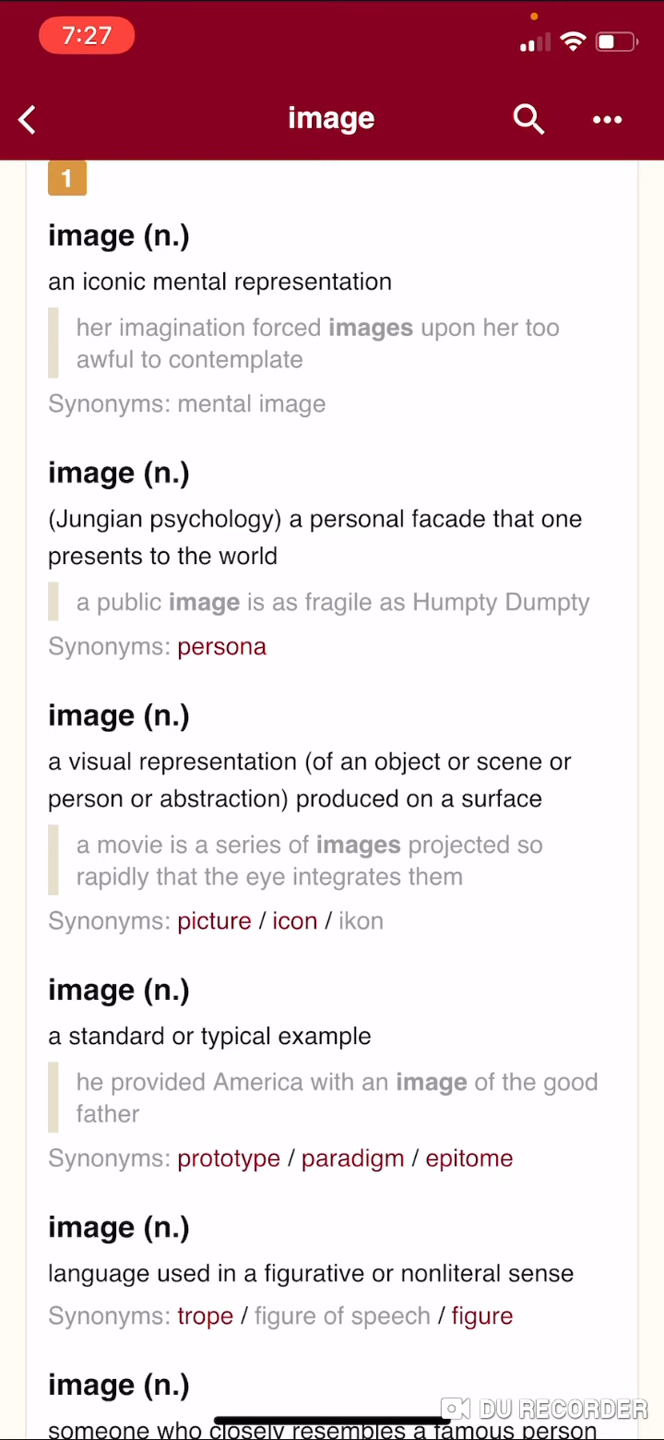 7:27
image
1
image (n.)
an iconic mental representation
her imagination forced images upon her too
awful to contemplate
Synonyms: mental image
image (n.)
(Jungian psychology) a personal facade that one
presents to the world
a public image is as fragile as Humpty Dumpty
Synonyms: persona
image (n.)
a visual representation (of an object or scene or
person or abstraction) produced on a surface
a movie is a series of images projected so
rapidly that the eye integrates them
Synonyms: picture / icon / ikon
image (n.)
a standard or typical example
he provided America with an image of the good
father
Synonyms: prototype / paradigm / epitome
image (n.)
language used in a figurative or nonliteral sense
Synonyms: trope / figure of speech / figure
image (n.)
someone who closely resembles a famous person
DU RECORDER